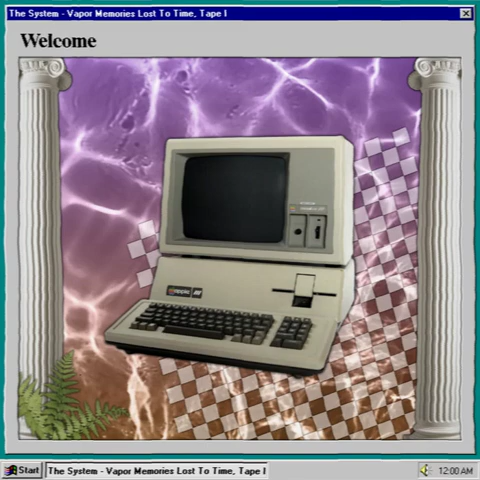 The System - Vapor Memories Lost To Time, Tape I
Welcome
apple ///
Start
The System - Vapor Memories Lost To Time, Tape I
12:00 AM